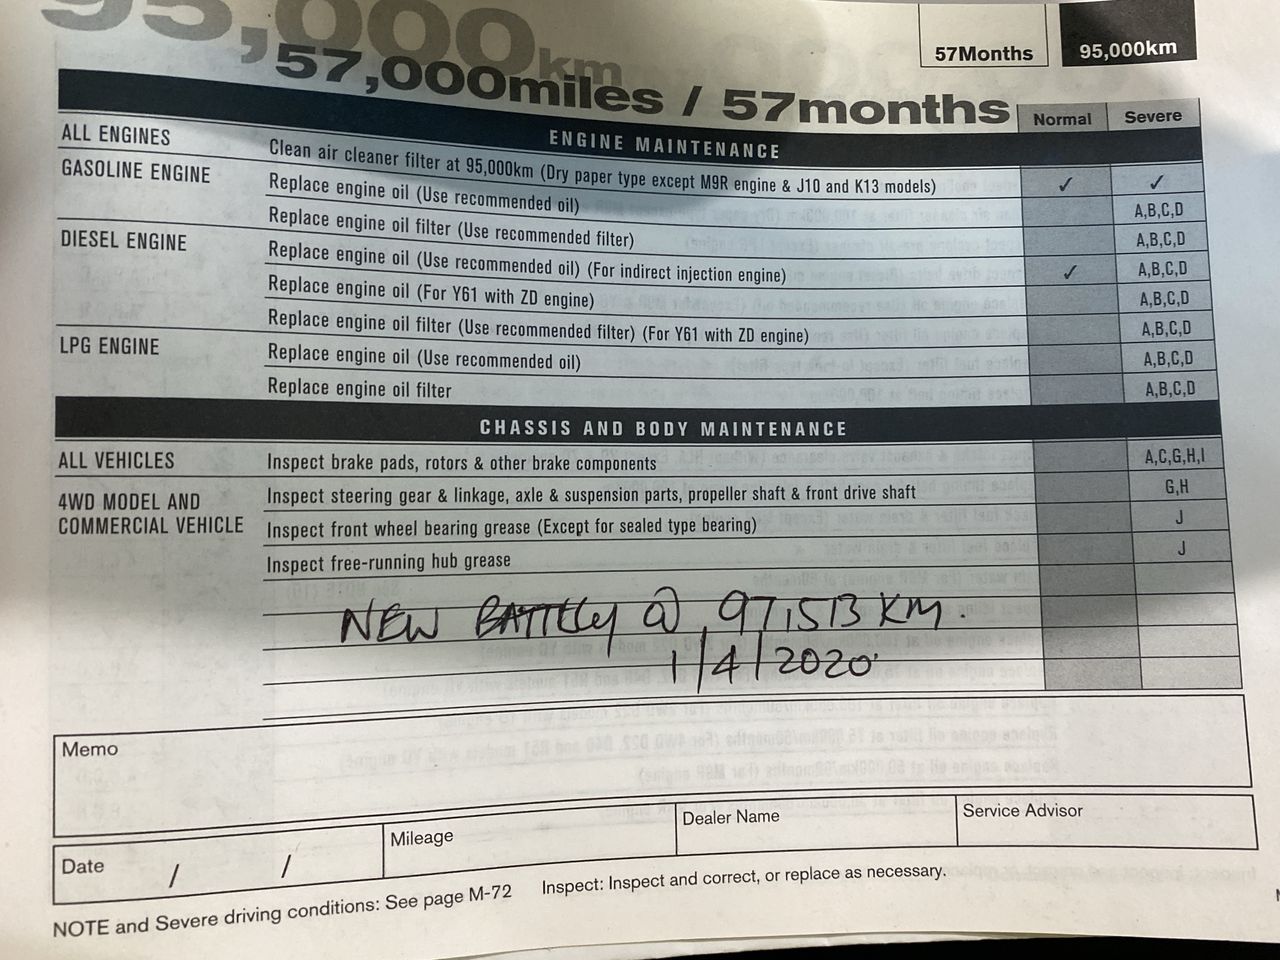 95,000km
57Months
95,000km
57,000miles / 57months
Normal
Severe
ENGINE MAINTENANCE
ALL ENGINES
Clean air cleaner filter at 95,000km (Dry paper type except M9R engine & J10 and K13 models) ✓ ✓
GASOLINE ENGINE
Replace engine oil (Use recommended oil) A,B,C,D
Replace engine oil filter (Use recommended filter) A,B,C,D
DIESEL ENGINE
Replace engine oil (Use recommended oil) (For indirect injection engine) ✓ A,B,C,D
Replace engine oil (For Y61 with ZD engine) A,B,C,D
Replace engine oil filter (Use recommended filter) (For Y61 with ZD engine) A,B,C,D
LPG ENGINE
Replace engine oil (Use recommended oil) A,B,C,D
Replace engine oil filter A,B,C,D
CHASSIS AND BODY MAINTENANCE
ALL VEHICLES
Inspect brake pads, rotors & other brake components A,C,G,H,I
4WD MODEL AND
COMMERCIAL VEHICLE
Inspect steering gear & linkage, axle & suspension parts, propeller shaft & front drive shaft G,H
Inspect front wheel bearing grease (Except for sealed type bearing) J
Inspect free-running hub grease J
NEW BATTERY @ 97,513 KM.
1/4/2020
Memo
Date / /
Mileage
Dealer Name
Service Advisor
NOTE and Severe driving conditions: See page M-72
Inspect: Inspect and correct, or replace as necessary.